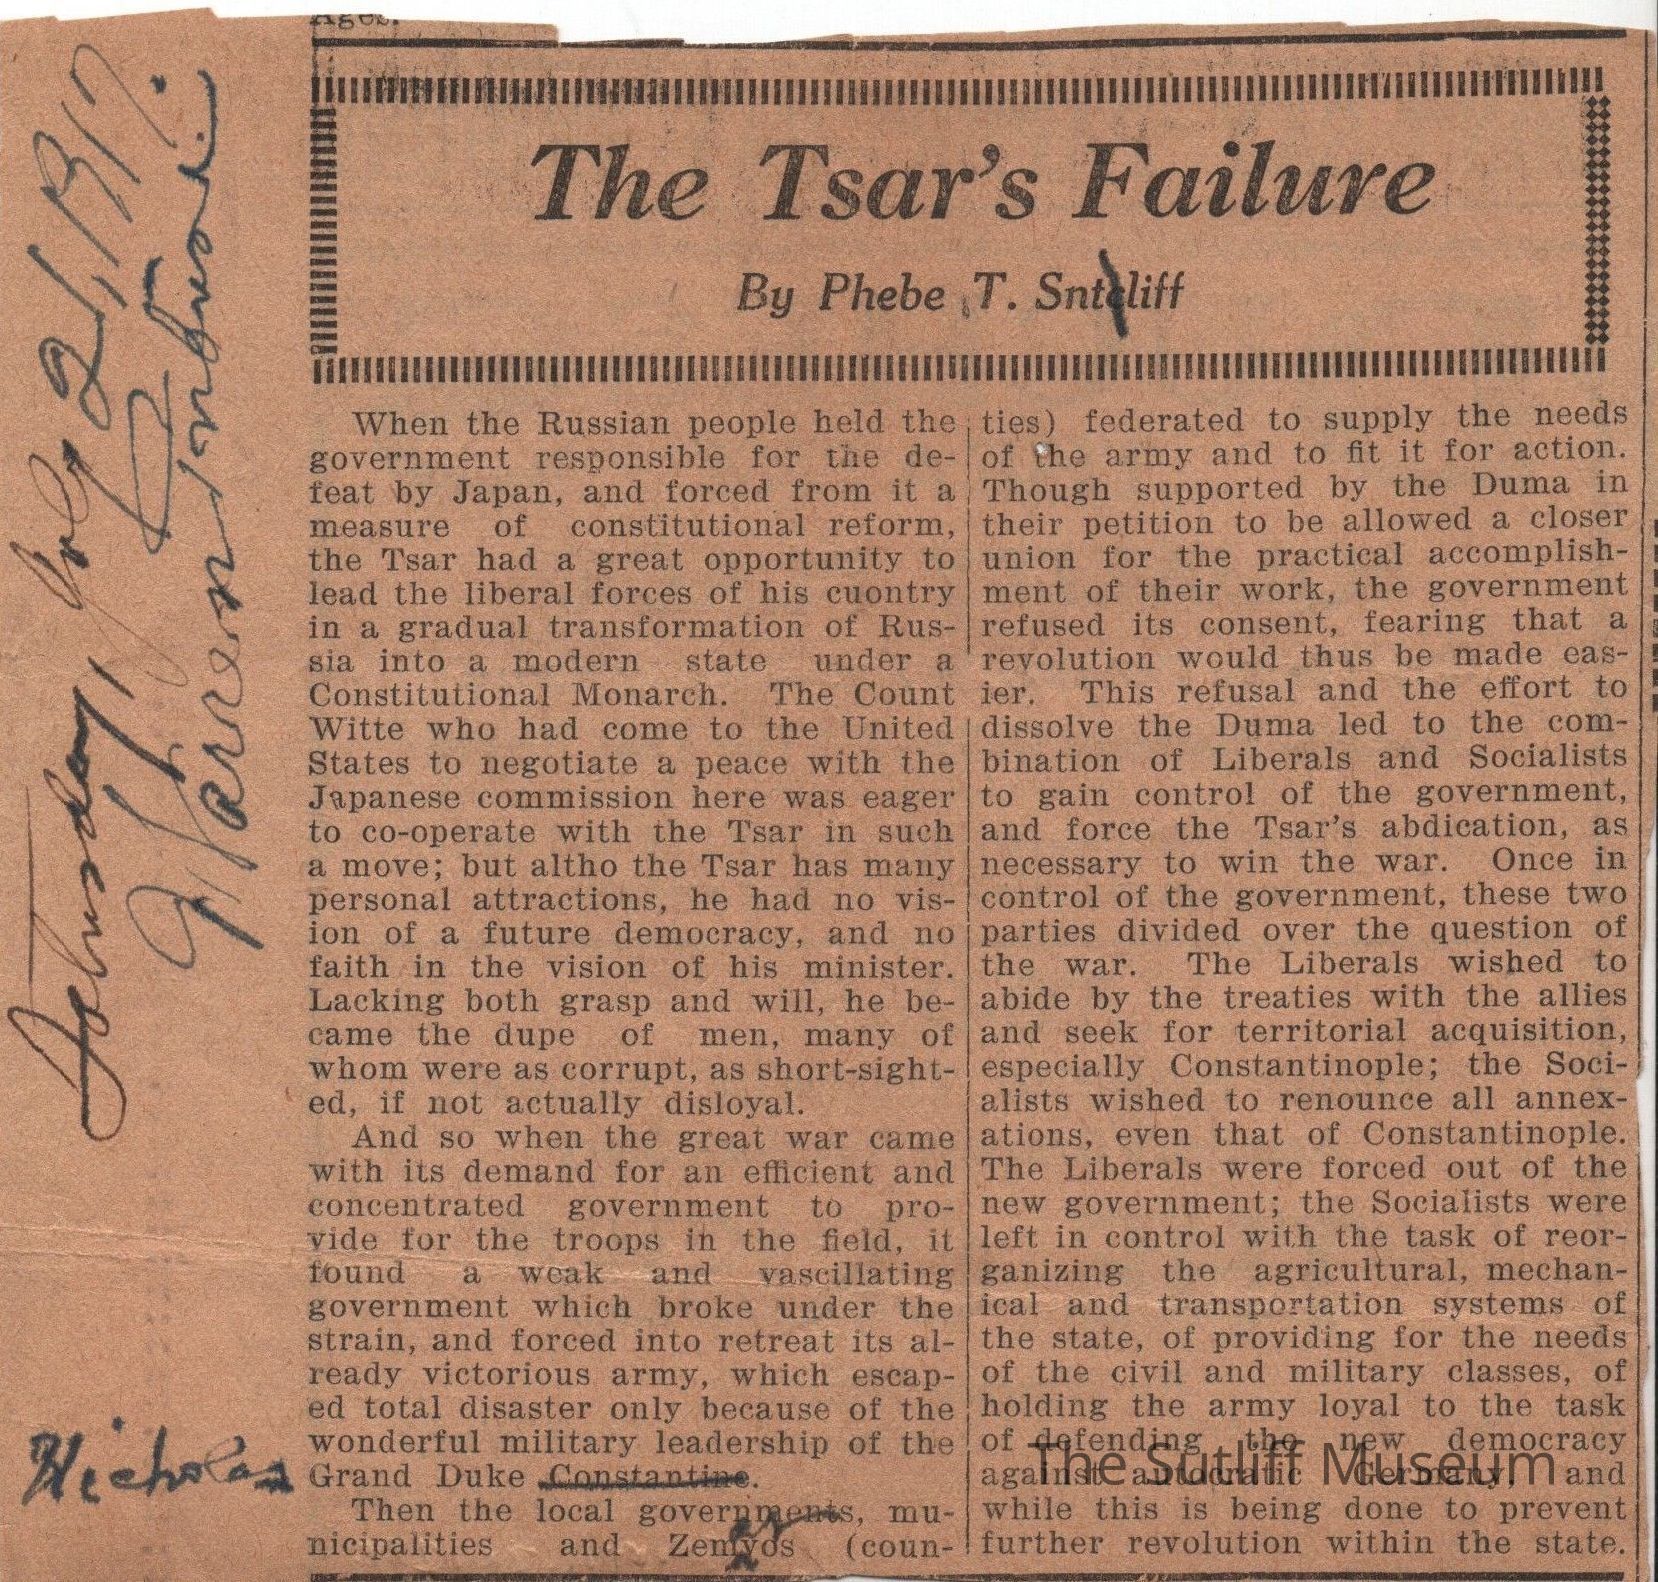 Ages.
The Tsar's Failure
By Phebe T. Sntcliff
When the Russian people held the
government responsible for the de-
feat by Japan, and forced from it a
measure of constitutional reform,
the Tsar had a great opportunity to
lead the liberal forces of his cuontry
in a gradual transformation of Rus-
sia into a modern state under a
Constitutional Monarch. The Count
Witte who had come to the United
States to negotiate a peace with the
Japanese commission here was eager
to co-operate with the Tsar in such
a move; but altho the Tsar has many
personal attractions, he had no vis-
ion of a future democracy, and no
faith in the vision of his minister.
Lacking both grasp and will, he be-
came the dupe of men, many of
whom were as corrupt, as short-sight-
ed, if not actually disloyal.
And so when the great war came
with its demand for an efficient and
concentrated government to pro-
vide for the troops in the field, it
found a weak and vascillating
government which broke under the
strain, and forced into retreat its al-
ready victorious army, which escap-
ed total disaster only because of the
wonderful military leadership of the
Grand Duke Constantine.
Then the local governments, mu-
nicipalities and Zemvos (coun-
ties) federated to supply the needs
of the army and to fit it for action.
Though supported by the Duma in
their petition to be allowed a closer
union for the practical accomplish-
ment of their work, the government
refused its consent, fearing that a
revolution would thus be made eas-
ier. This refusal and the effort to
dissolve the Duma led to the com-
bination of Liberals and Socialists
to gain control of the government,
and force the Tsar's abdication, as
necessary to win the war. Once in
control of the government, these two
parties divided over the question of
the war. The Liberals wished to
abide by the treaties with the allies
and seek for territorial acquisition,
especially Constantinople; the Soci-
alists wished to renounce all annex-
ations, even that of Constantinople.
The Liberals were forced out of the
new government; the Socialists were
left in control with the task of reor-
ganizing the agricultural, mechan-
ical and transportation systems of
the state, of providing for the needs
of the civil and military classes, of
holding the army loyal to the task
of defending the new democracy
against autocratic Germany, and
while this is being done to prevent
further revolution within the state.
Nicholas
Saturday, July 21, 1917.
Warren
The Sutliff Museum